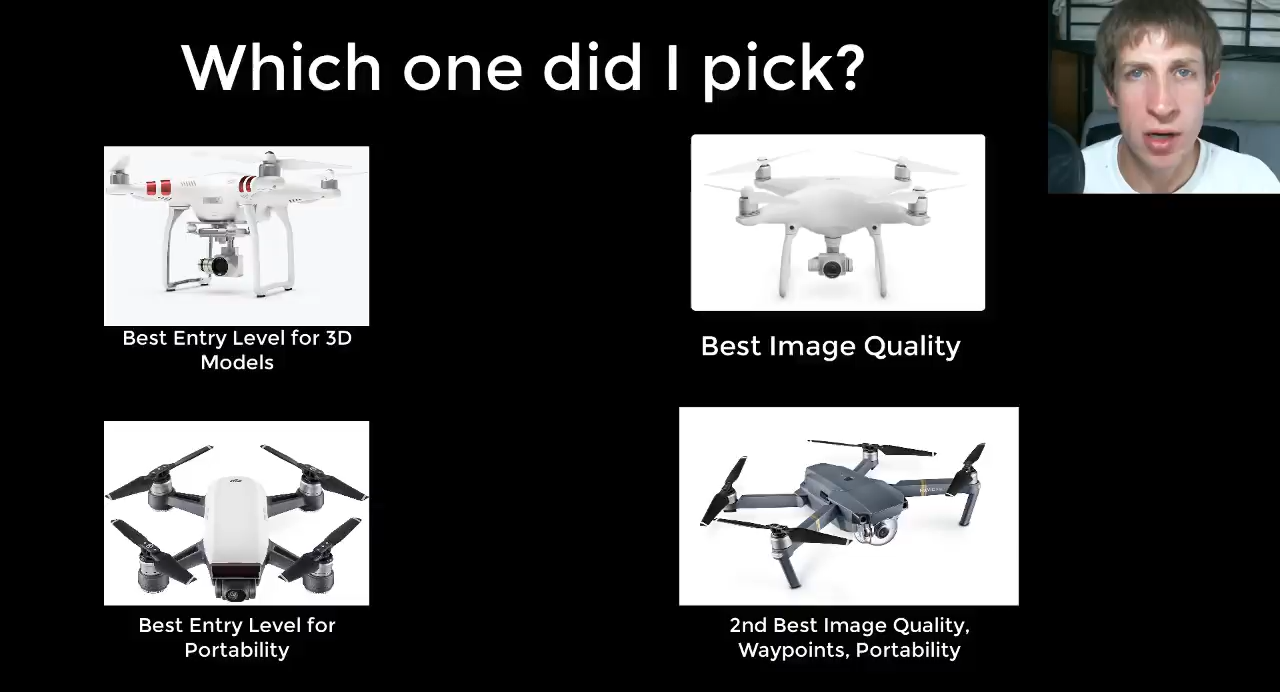 Which one did I pick?
Best Entry Level for 3D
Models
Best Image Quality
Best Entry Level for
Portability
2nd Best Image Quality,
Waypoints, Portability